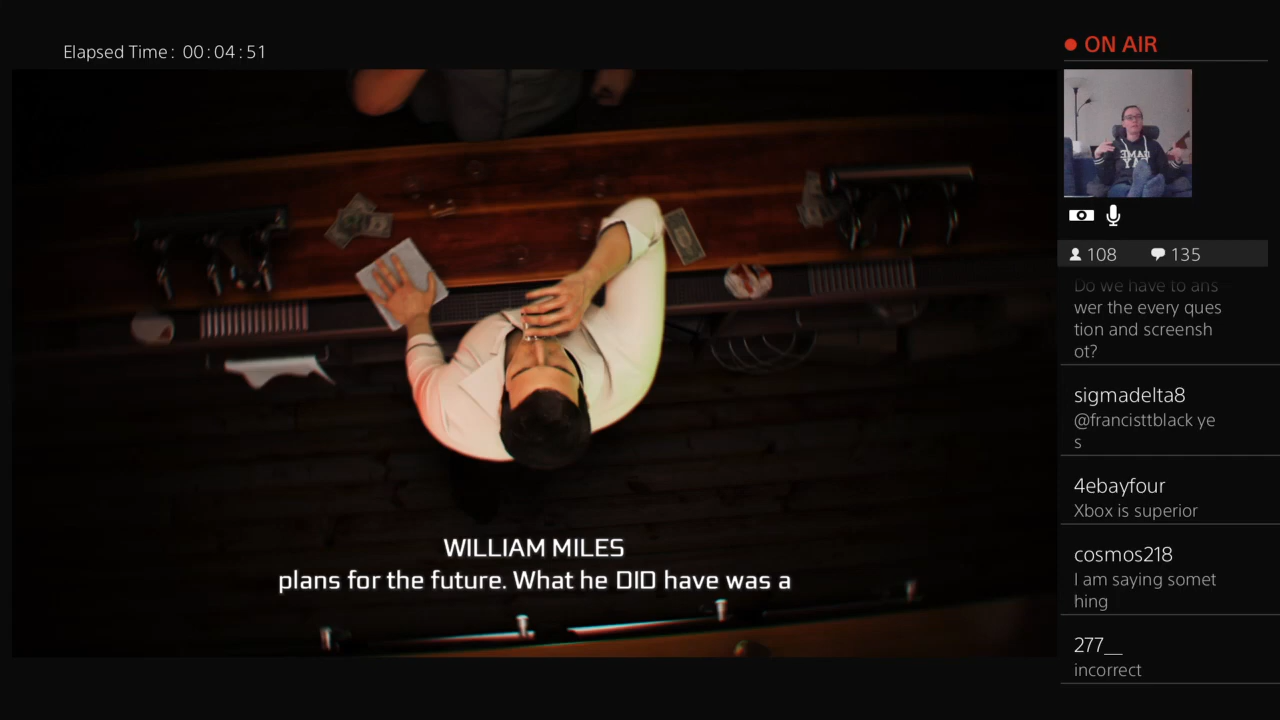 Elapsed Time: 00:04:51
ON AIR
108
135
Do we have to ans
wer the every ques
tion and screensh
ot?
sigmadelta8
@francisttblack ye
s
4ebayfour
Xbox is superior
cosmos218
I am saying somet
hing
277__
incorrect
WILLIAM MILES
plans for the future. What he DID have was a